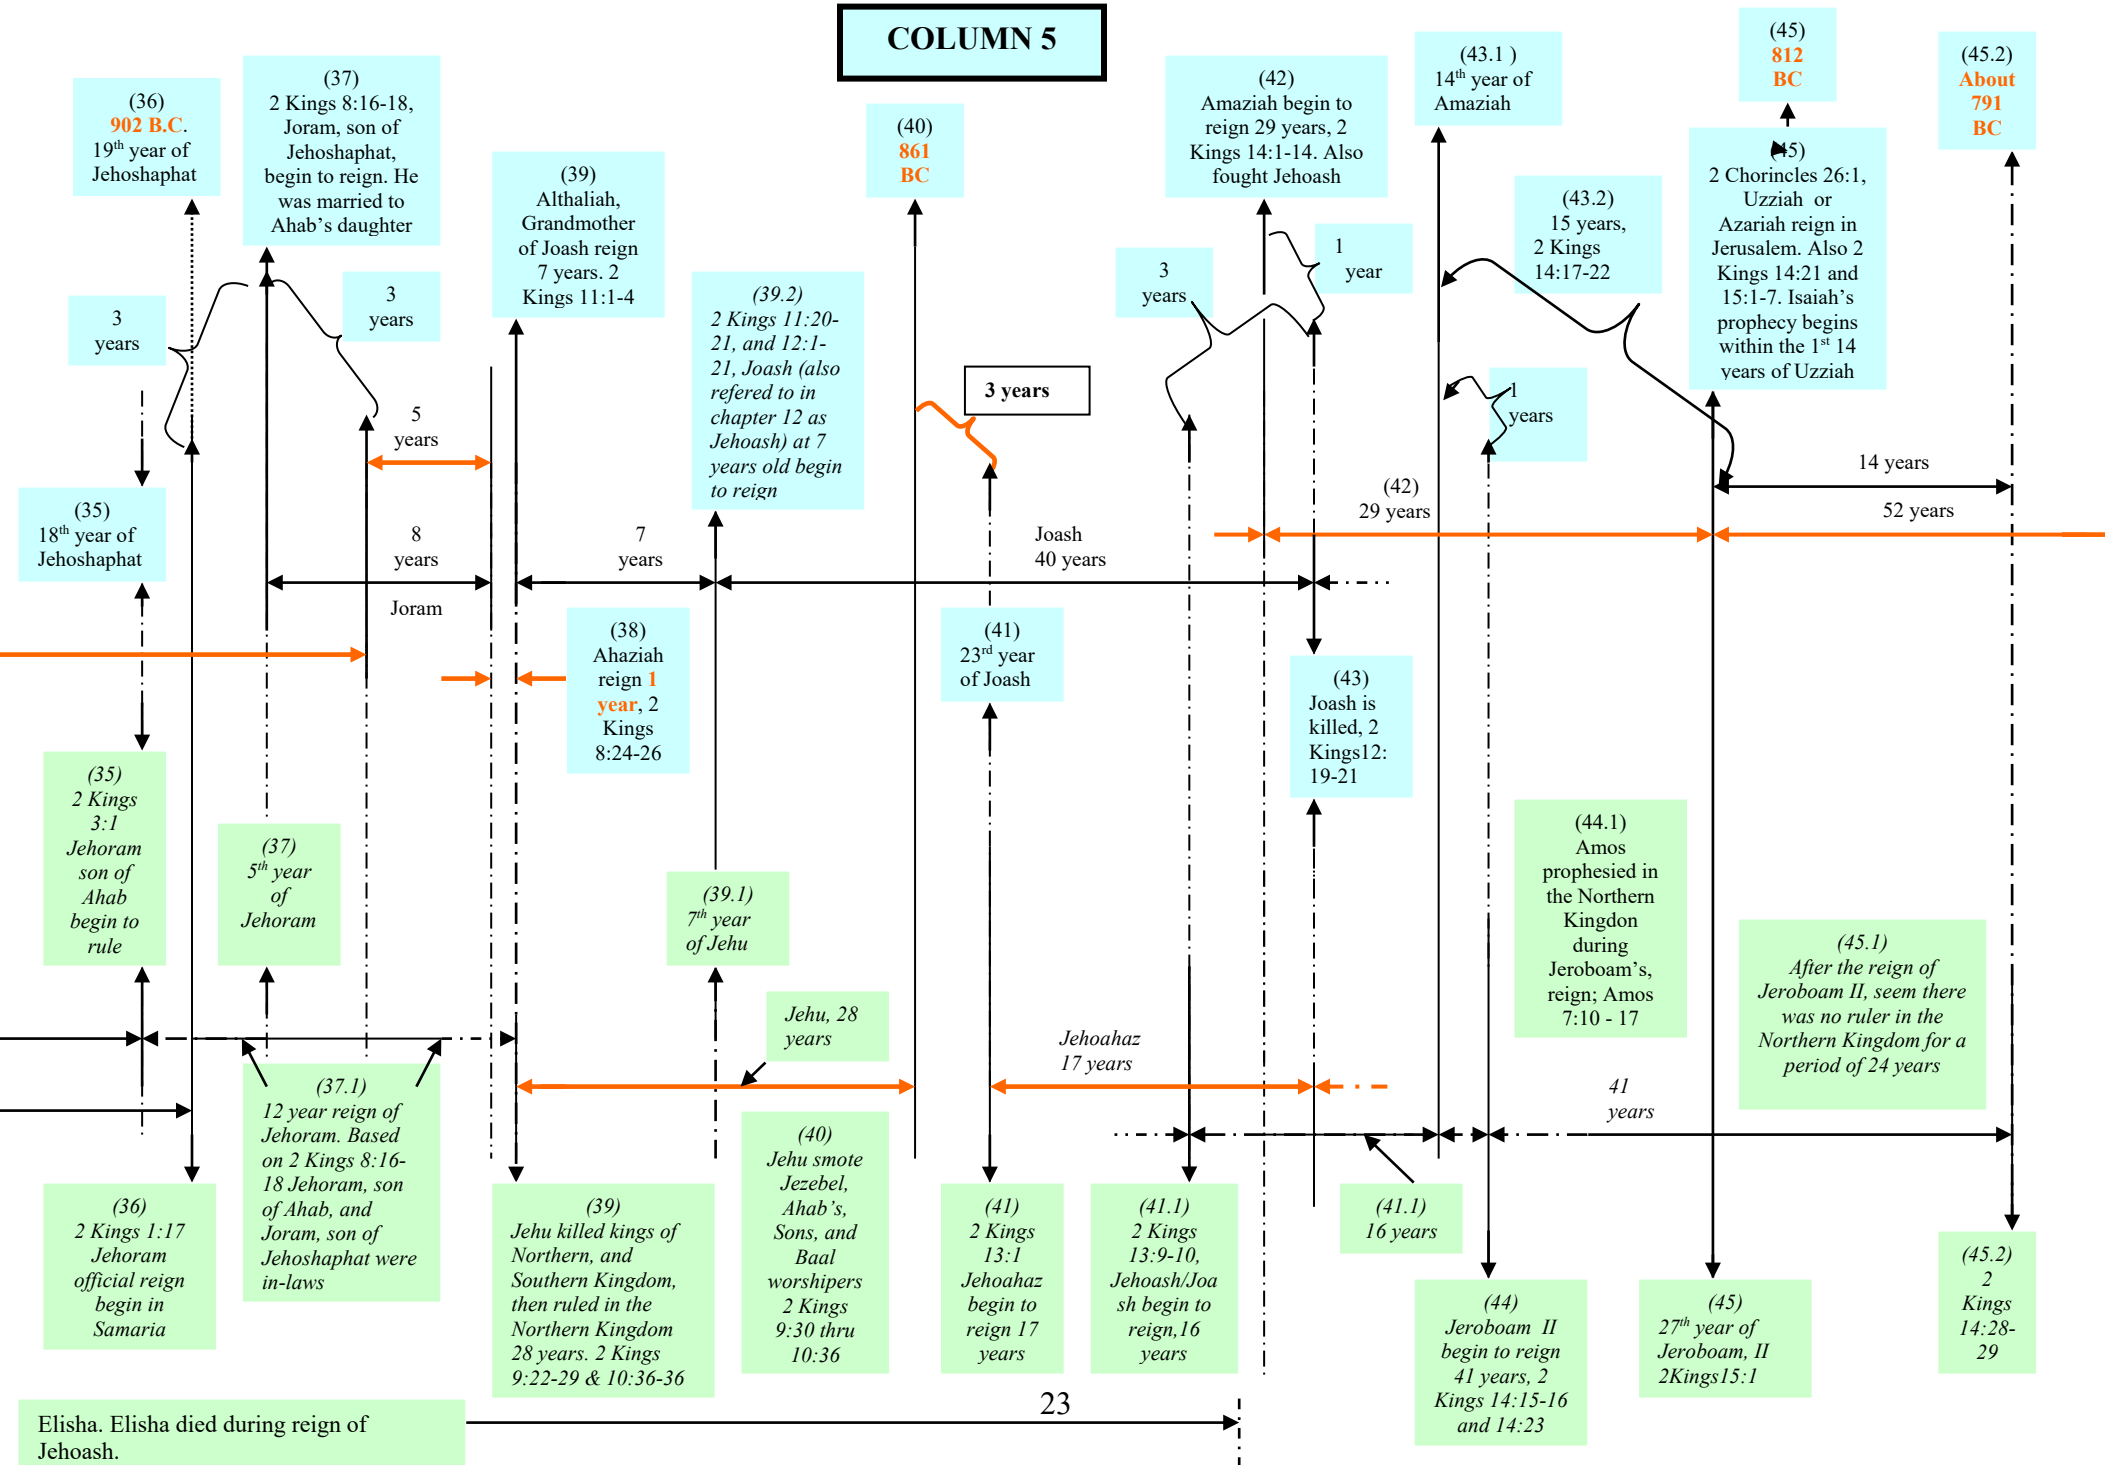 COLUMN 5
(36)
902 B.C.
19th year of
Jehoshaphat
(37)
2 Kings 8:16-18,
Joram, son of
Jehoshaphat,
begin to reign. He
was married to
Ahab's daughter
(39)
Althaliah,
Grandmother
of Joash reign
7 years. 2
Kings 11:1-4
(40)
861
BC
(42)
Amaziah begin to
reign 29 years, 2
Kings 14:1-14. Also
fought Jehoash
(43.1 )
14th year of
Amaziah
(45)
812
BC
(45.2)
About
791
BC
(43.2)
15 years,
2 Kings
14:17-22
(45)
2 Chorincles 26:1,
Uzziah or
Azariah reign in
Jerusalem. Also 2
Kings 14:21 and
15:1-7. Isaiah's
prophecy begins
within the 1st 14
years of Uzziah
3
years
3
years
(39.2)
2 Kings 11:20-
21, and 12:1-
21, Joash (also
refered to in
chapter 12 as
Jehoash) at 7
years old begin
to reign
3
years
1
year
3 years
1
years
5
years
14 years
(35)
18th year of
Jehoshaphat
8
years
Joram
7
years
Joash
40 years
(42)
29 years
52 years
(38)
Ahaziah
reign 1
year, 2
Kings
8:24-26
(41)
23rd year
of Joash
(43)
Joash is
killed, 2
Kings12:
19-21
(35)
2 Kings
3:1
Jehoram
son of
Ahab
begin to
rule
(37)
5th year
of
Jehoram
(39.1)
7th year
of Jehu
(44.1)
Amos
prophesied in
the Northern
Kingdon
during
Jeroboam's,
reign; Amos
7:10 - 17
(45.1)
After the reign of
Jeroboam II, seem there
was no ruler in the
Northern Kingdom for a
period of 24 years
Jehu, 28
years
Jehoahaz
17 years
41
years
(37.1)
12 year reign of
Jehoram. Based
on 2 Kings 8:16-
18 Jehoram, son
of Ahab, and
Joram, son of
Jehoshaphat were
in-laws
(36)
2 Kings 1:17
Jehoram
official reign
begin in
Samaria
(39)
Jehu killed kings of
Northern, and
Southern Kingdom,
then ruled in the
Northern Kingdom
28 years. 2 Kings
9:22-29 & 10:36-36
(40)
Jehu smote
Jezebel,
Ahab's,
Sons, and
Baal
worshipers
2 Kings
9:30 thru
10:36
(41)
2 Kings
13:1
Jehoahaz
begin to
reign 17
years
(41.1)
2 Kings
13:9-10,
Jehoash/Joa
sh begin to
reign,16
years
(41.1)
16 years
(44)
Jeroboam II
begin to reign
41 years, 2
Kings 14:15-16
and 14:23
(45)
27th year of
Jeroboam, II
2Kings15:1
(45.2)
2
Kings
14:28-
29
Elisha. Elisha died during reign of
Jehoash.
23